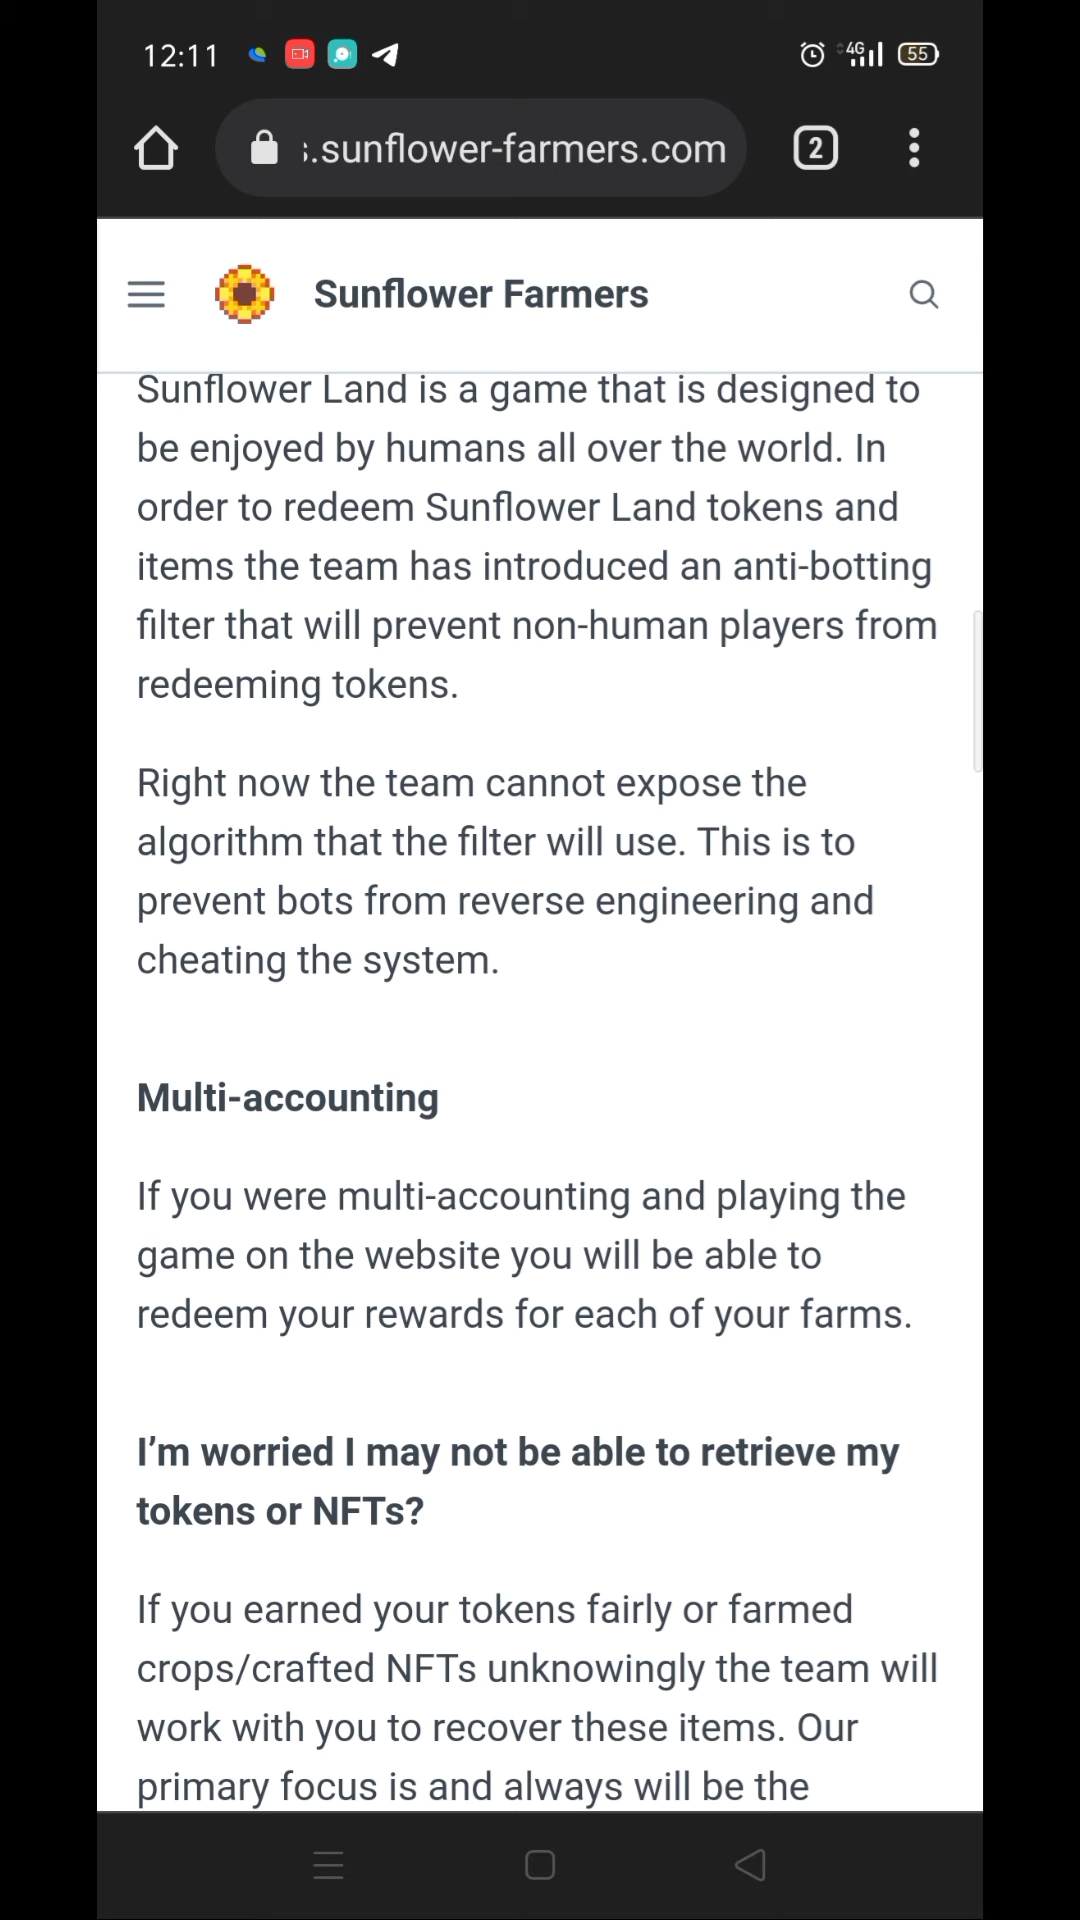 12:11
4G
55
.sunflower-farmers.com
2
Sunflower Farmers
Sunflower Land is a game that is designed to
be enjoyed by humans all over the world. In
order to redeem Sunflower Land tokens and
items the team has introduced an anti-botting
filter that will prevent non-human players from
redeeming tokens.
Right now the team cannot expose the
algorithm that the filter will use. This is to
prevent bots from reverse engineering and
cheating the system.
Multi-accounting
If you were multi-accounting and playing the
game on the website you will be able to
redeem your rewards for each of your farms.
I’m worried I may not be able to retrieve my
tokens or NFTs?
If you earned your tokens fairly or farmed
crops/crafted NFTs unknowingly the team will
work with you to recover these items. Our
primary focus is and always will be the